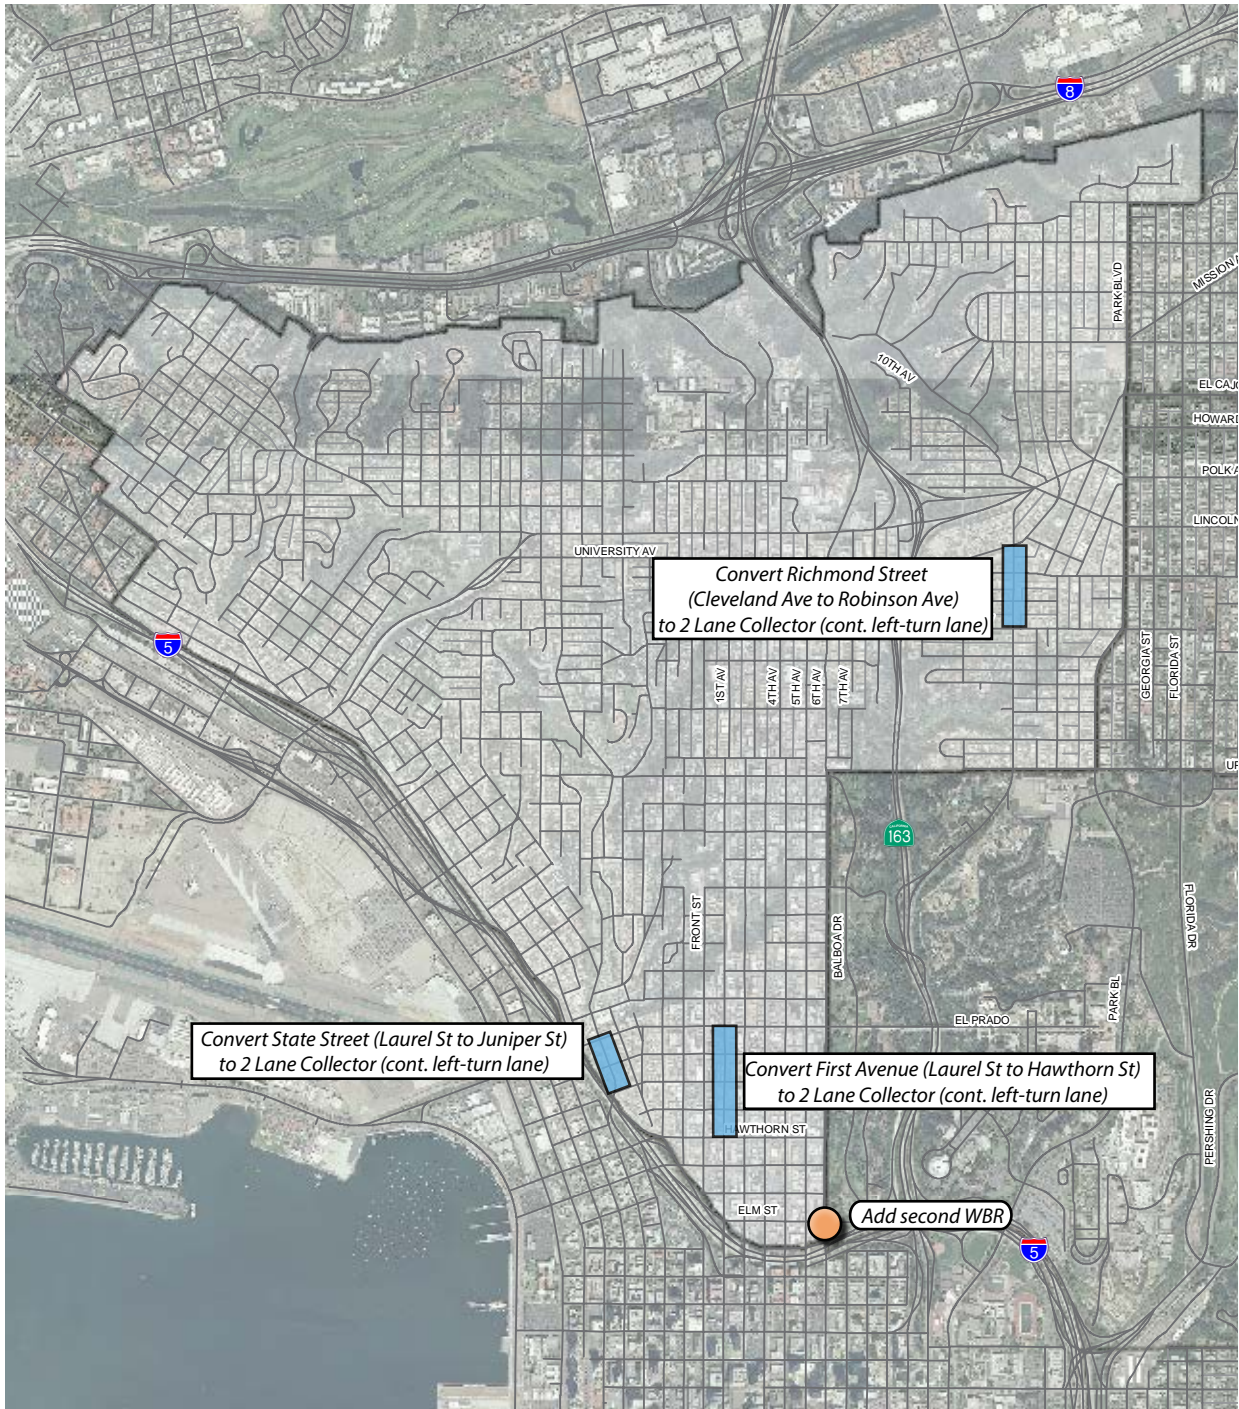 8
PARK BLVD
MISSION A
10TH AV
EL CAJO
HOWARD
POLK A
LINCOLN
UNIVERSITY AV
Convert Richmond Street
(Cleveland Ave to Robinson Ave)
to 2 Lane Collector (cont. left-turn lane)
5
1ST AV
4TH AV
5TH AV
6TH AV
7TH AV
GEORGIA ST
FLORIDA ST
UP
CALIFORNIA
163
FRONT ST
BALBOA DR
FLORIDA DR
PARK BL
EL PRADO
Convert State Street (Laurel St to Juniper St)
to 2 Lane Collector (cont. left-turn lane)
Convert First Avenue (Laurel St to Hawthorn St)
to 2 Lane Collector (cont. left-turn lane)
HAWTHORN ST
PERSHING DR
ELM ST
Add second WBR
5